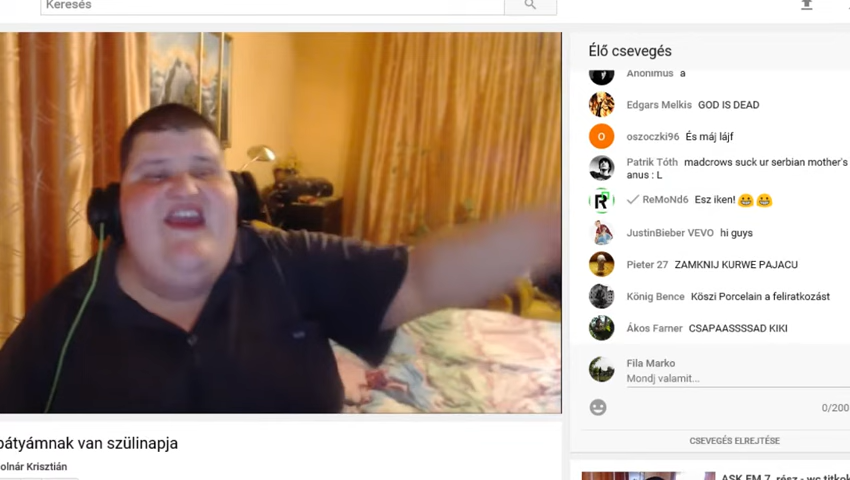 Keresés
Élő csevegés
Anonimus a
Edgars Melkis GOD IS DEAD
oszoczki96 És máj lájf
Patrik Tóth madcrows suck ur serbian mother's
anus : L
ReMoNd6 Esz iken! 😀 😀
JustinBieber VEVO hi guys
Pieter 27 ZAMKNIJ KURWE PAJACU
König Bence Köszi Porcelain a feliratkozást
Ákos Farner CSAPAASSSSAD KIKI
Fila Marko
Mondj valamit...
0/200
CSEVEGÉS ELREJTÉSE
bátyámnak van szülinapja
olnár Krisztián
ASK FM 7. rész - wc titkok